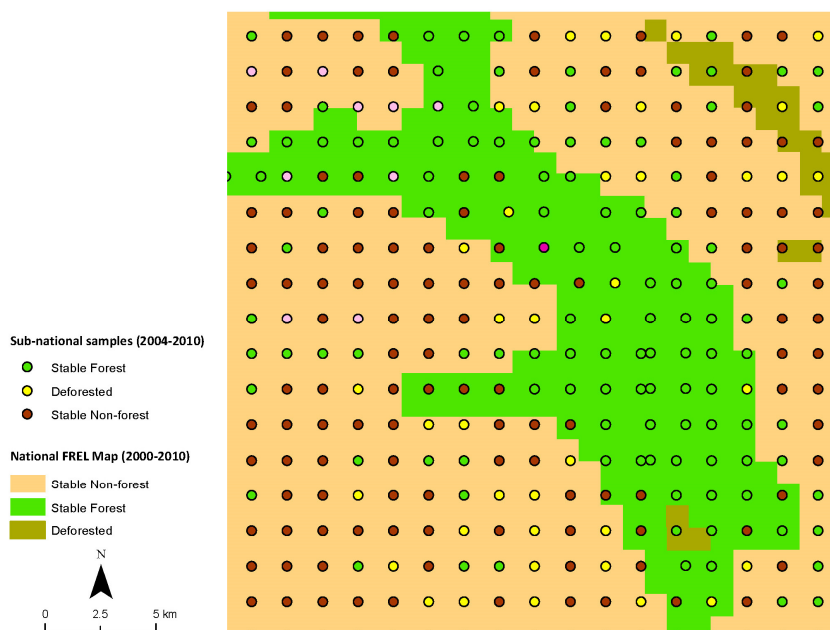 Sub-national samples (2004-2010)
Stable Forest
Deforested
Stable Non-forest
National FREL Map (2000-2010)
Stable Non-forest
Stable Forest
Deforested
N
0 2.5 5 km